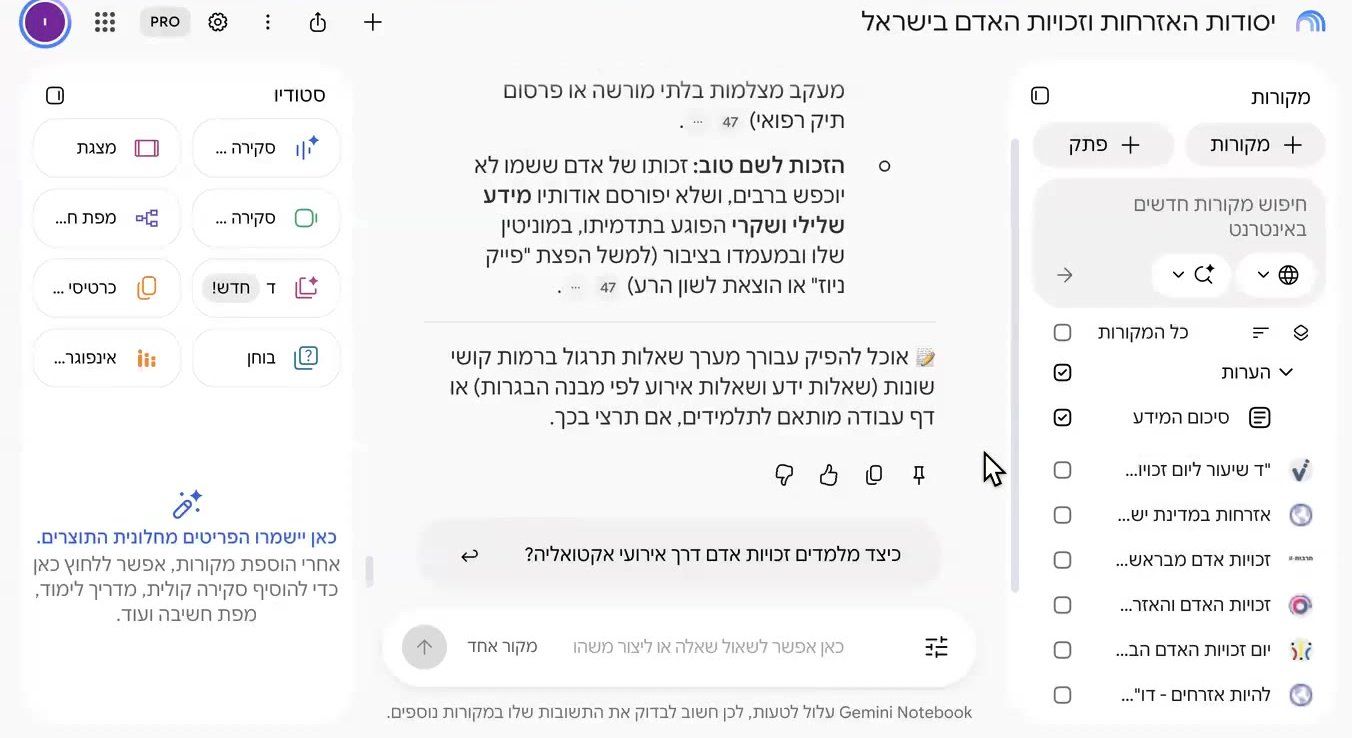 יסודות האזרחות וזכויות האדם בישראל
PRO
י
מקורות
מקורות
פתק
חיפוש מקורות חדשים
באינטרנט
כל המקורות
הערות
סיכום המידע
"ד שיעור ליום זכויו...
אזרחות במדינת יש...
זכויות אדם מבראש...
זכויות האדם והאזר...
יום זכויות האדם הב...
להיות אזרחים - דו"...
מעקב מצלמות בלתי מורשה או פרסום
תיק רפואי) 47 ... .
הזכות לשם טוב: זכותו של אדם ששמו לא
יוכפש ברבים, ושלא יפורסם אודותיו מידע
שלילי ושקרי הפוגע בתדמיתו, במוניטין
שלו ובמעמדו בציבור (למשל הפצת "פייק
ניוז" או הוצאת לשון הרע) 47 ... .
📝 אוכל להפיק עבורך מערך שאלות תרגול ברמות קושי
שונות (שאלות ידע ושאלות אירוע לפי מבנה הבגרות) או
דף עבודה מותאם לתלמידים, אם תרצי בכך.
כיצד מלמדים זכויות אדם דרך אירועי אקטואליה?
כאן אפשר לשאול שאלה או ליצור משהו
מקור אחד
Gemini Notebook עלול לטעות, לכן חשוב לבדוק את התשובות שלו במקורות נוספים.
סטודיו
סקירה ...
מצגת
סקירה ...
מפת ח...
ד חדש!
כרטיסי ...
בוחן
אינפוגר...
כאן יישמרו הפריטים מחלונית התוצרים.
אחרי הוספת מקורות, אפשר ללחוץ כאן
כדי להוסיף סקירה קולית, מדריך לימוד,
מפת חשיבה ועוד.